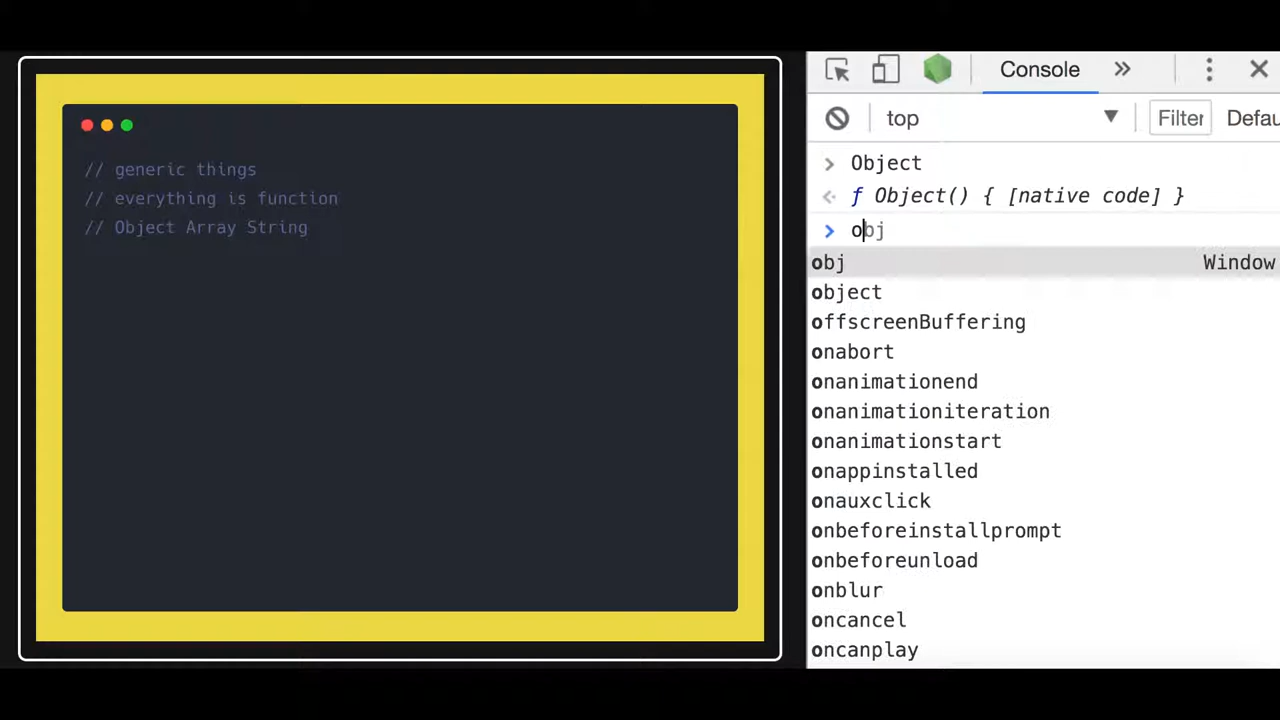 // generic things
// everything is function
// Object Array String
Console
top
Filter
Defau
> Object
f Object() { [native code] }
> obj
obj Window
object
offscreenBuffering
onabort
onanimationend
onanimationiteration
onanimationstart
onappinstalled
onauxclick
onbeforeinstallprompt
onbeforeunload
onblur
oncancel
oncanplay